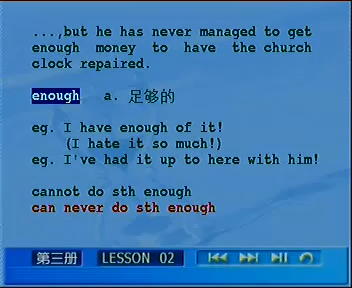 ...,but he has never managed to get
enough money to have the church
clock repaired.
enough a. 足够的
eg. I have enough of it!
(I hate it so much!)
eg. I've had it up to here with him!
cannot do sth enough
can never do sth enough
第三册 LESSON 02